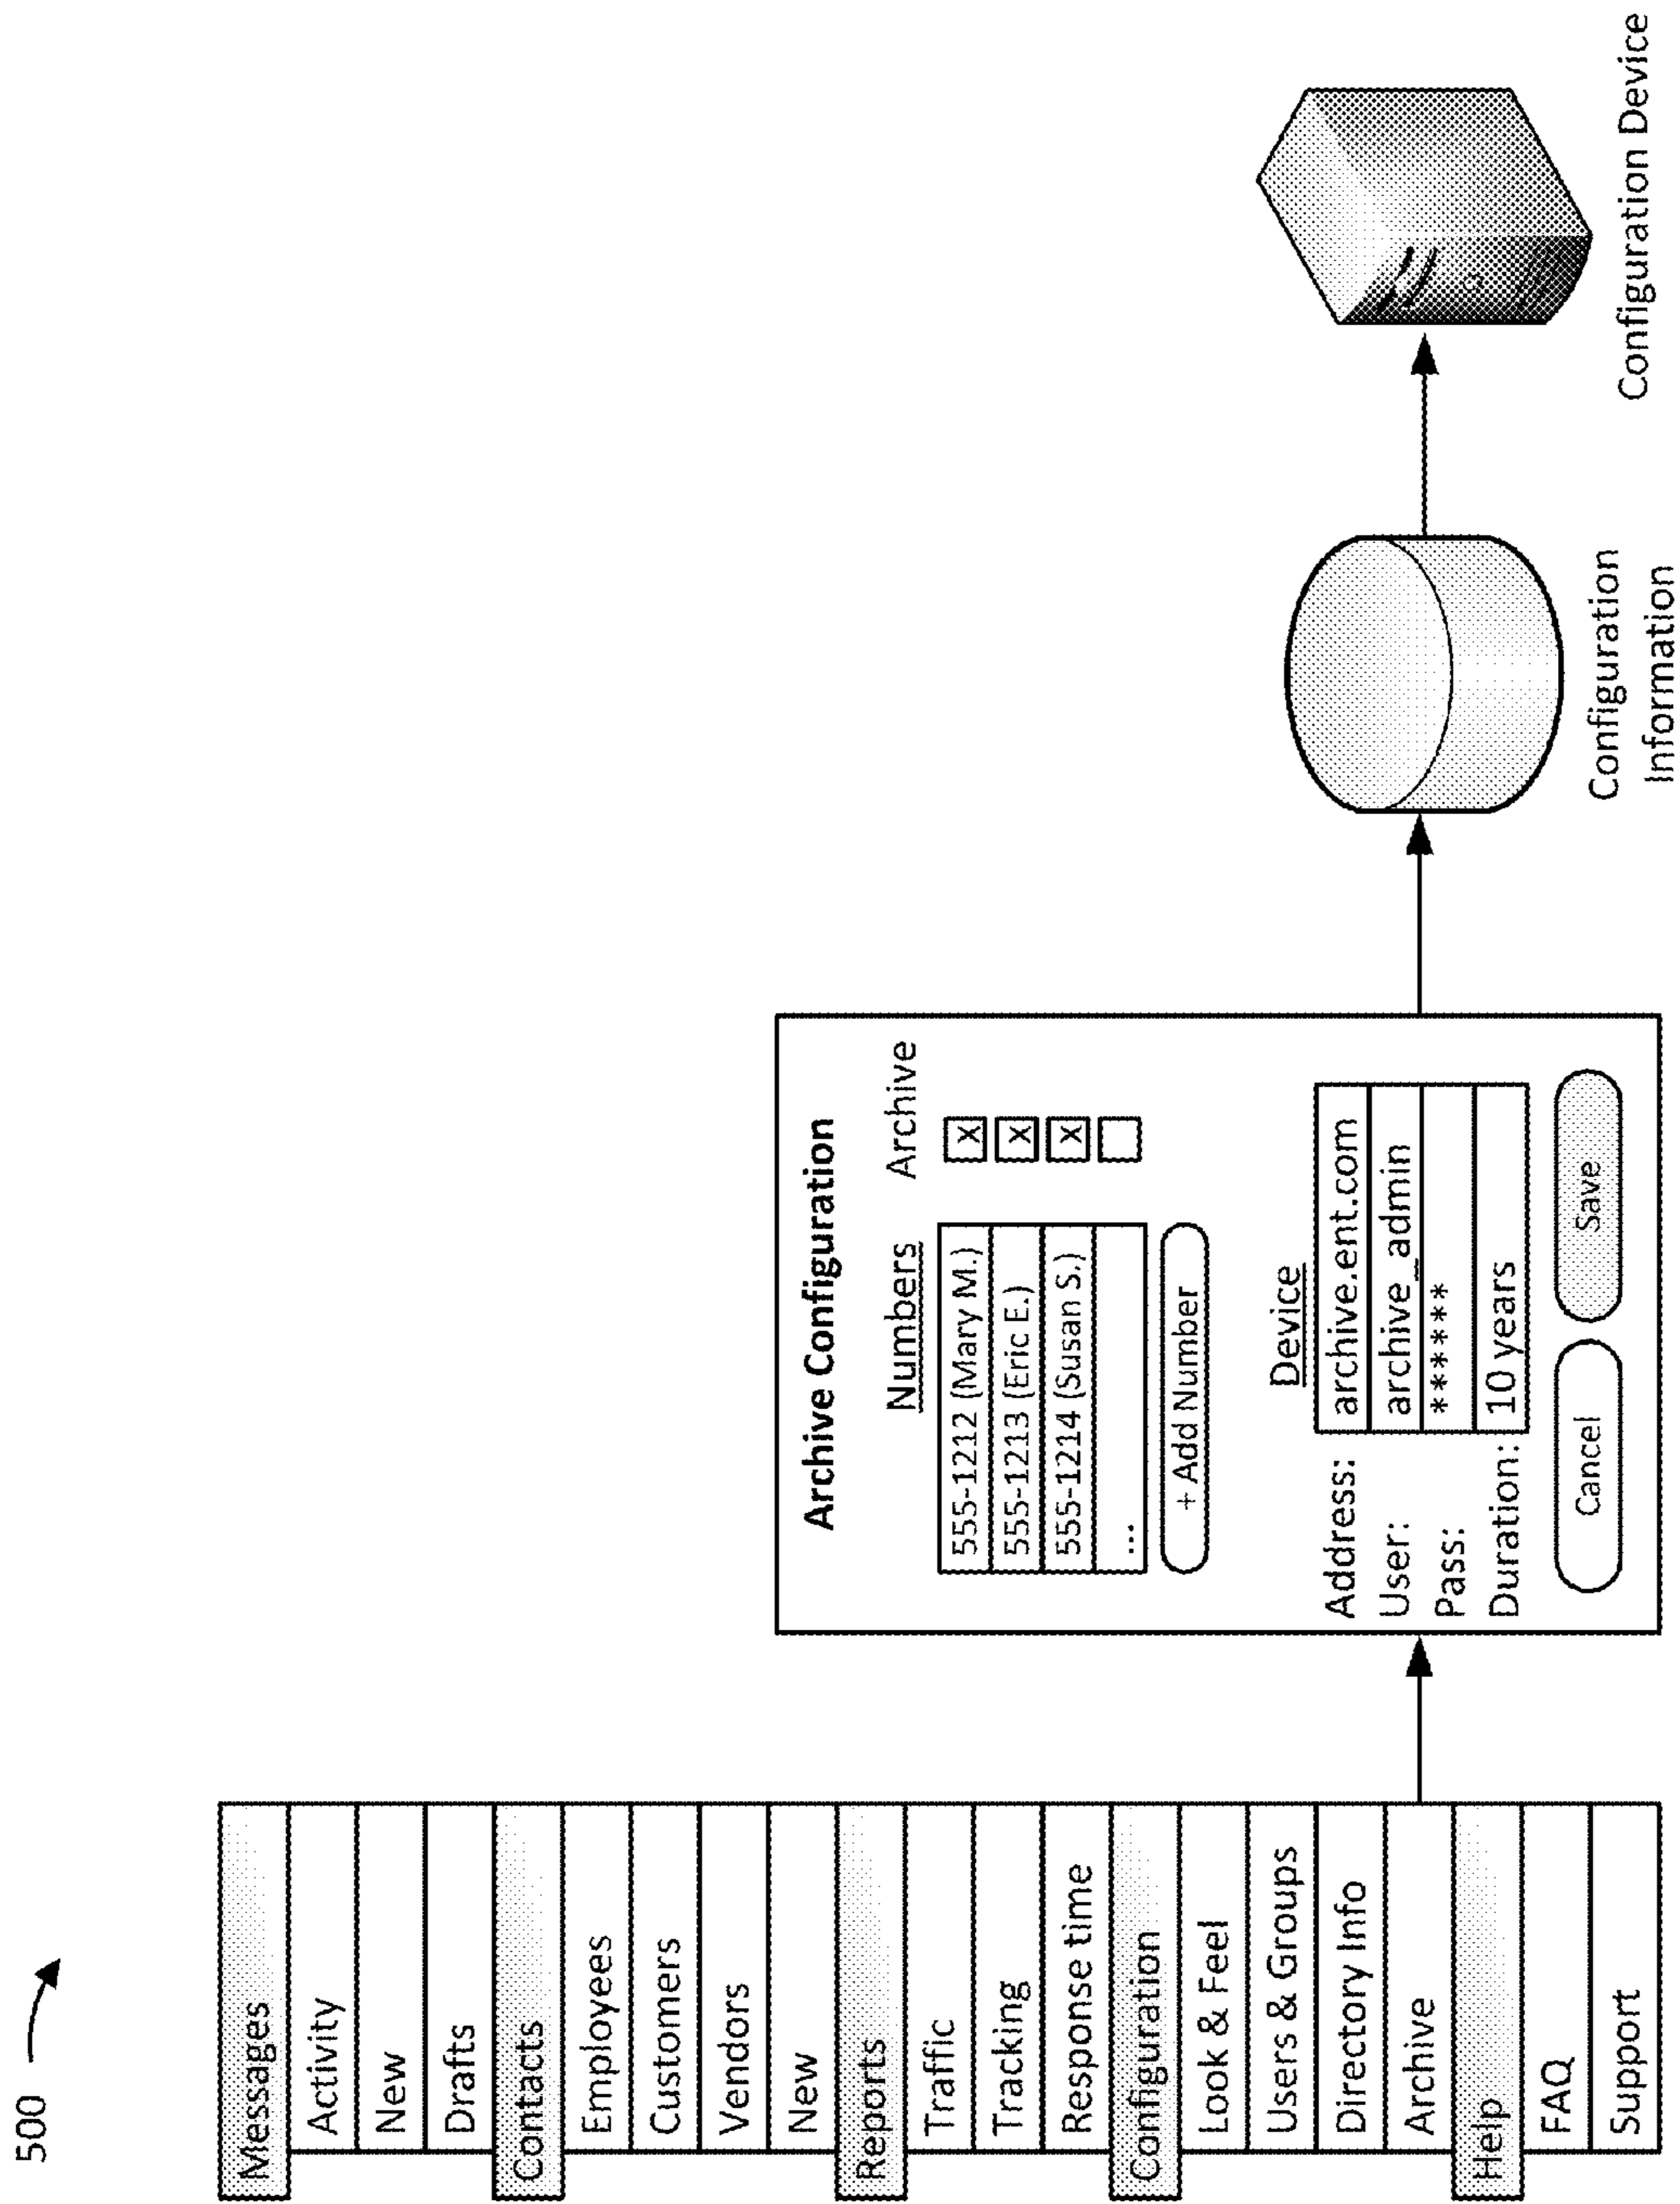 500
Messages
Activity
New
Drafts
Contacts
Employees
Customers
Vendors
New
Reports
Traffic
Tracking
Response time
Configuration
Look & Feel
Users & Groups
Directory Info
Archive
Help
FAQ
Support
Archive Configuration
Numbers Archive
555-1212 (Mary M.) x
555-1213 (Eric E.) x
555-1214 (Susan S.) x
...
+ Add Number
Device
Address: archive.ent.com
User: archive_admin
Pass: *******
Duration: 10 years
Cancel Save
Configuration
Information
Configuration Device